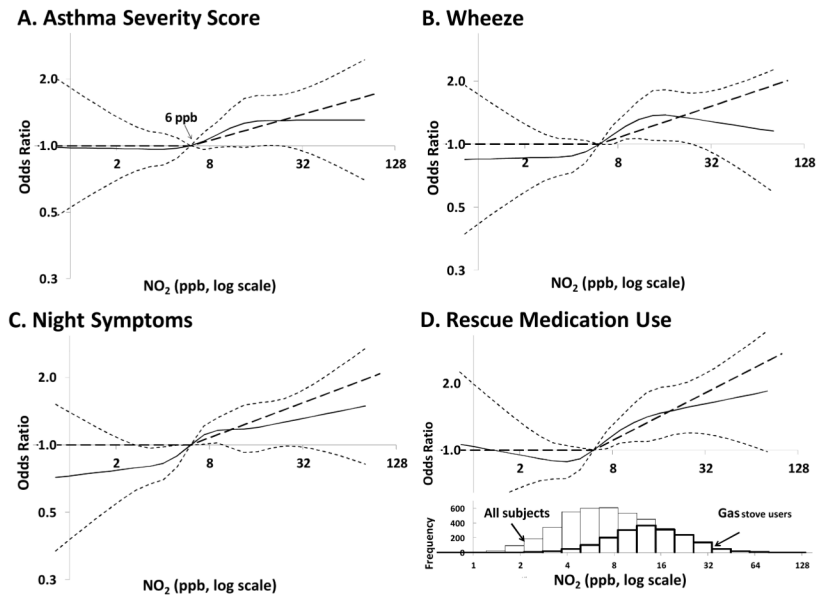 A. Asthma Severity Score
2.0
6 ppb
1.0
2 8 32 128
0.5
0.3
Odds Ratio
NO2 (ppb, log scale)
B. Wheeze
2.0
1.0
2 8 32 128
0.5
0.3
Odds Ratio
NO2 (ppb, log scale)
C. Night Symptoms
2.0
1.0
2 8 32 128
0.5
0.3
Odds Ratio
NO2 (ppb, log scale)
D. Rescue Medication Use
2.0
1.0
2 8 32 128
Odds Ratio
600
400
200
0
Frequency
All subjects
Gas stove users
1 2 4 8 16 32 64 128
NO2 (ppb, log scale)